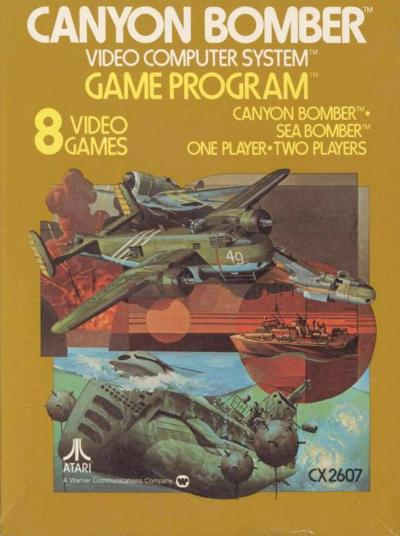 CANYON BOMBER™
VIDEO COMPUTER SYSTEM™
GAME PROGRAM™
8 VIDEO GAMES
CANYON BOMBER™•
SEA BOMBER™
ONE PLAYER•TWO PLAYERS
49
ATARI
A Warner Communications Company W
CX2607